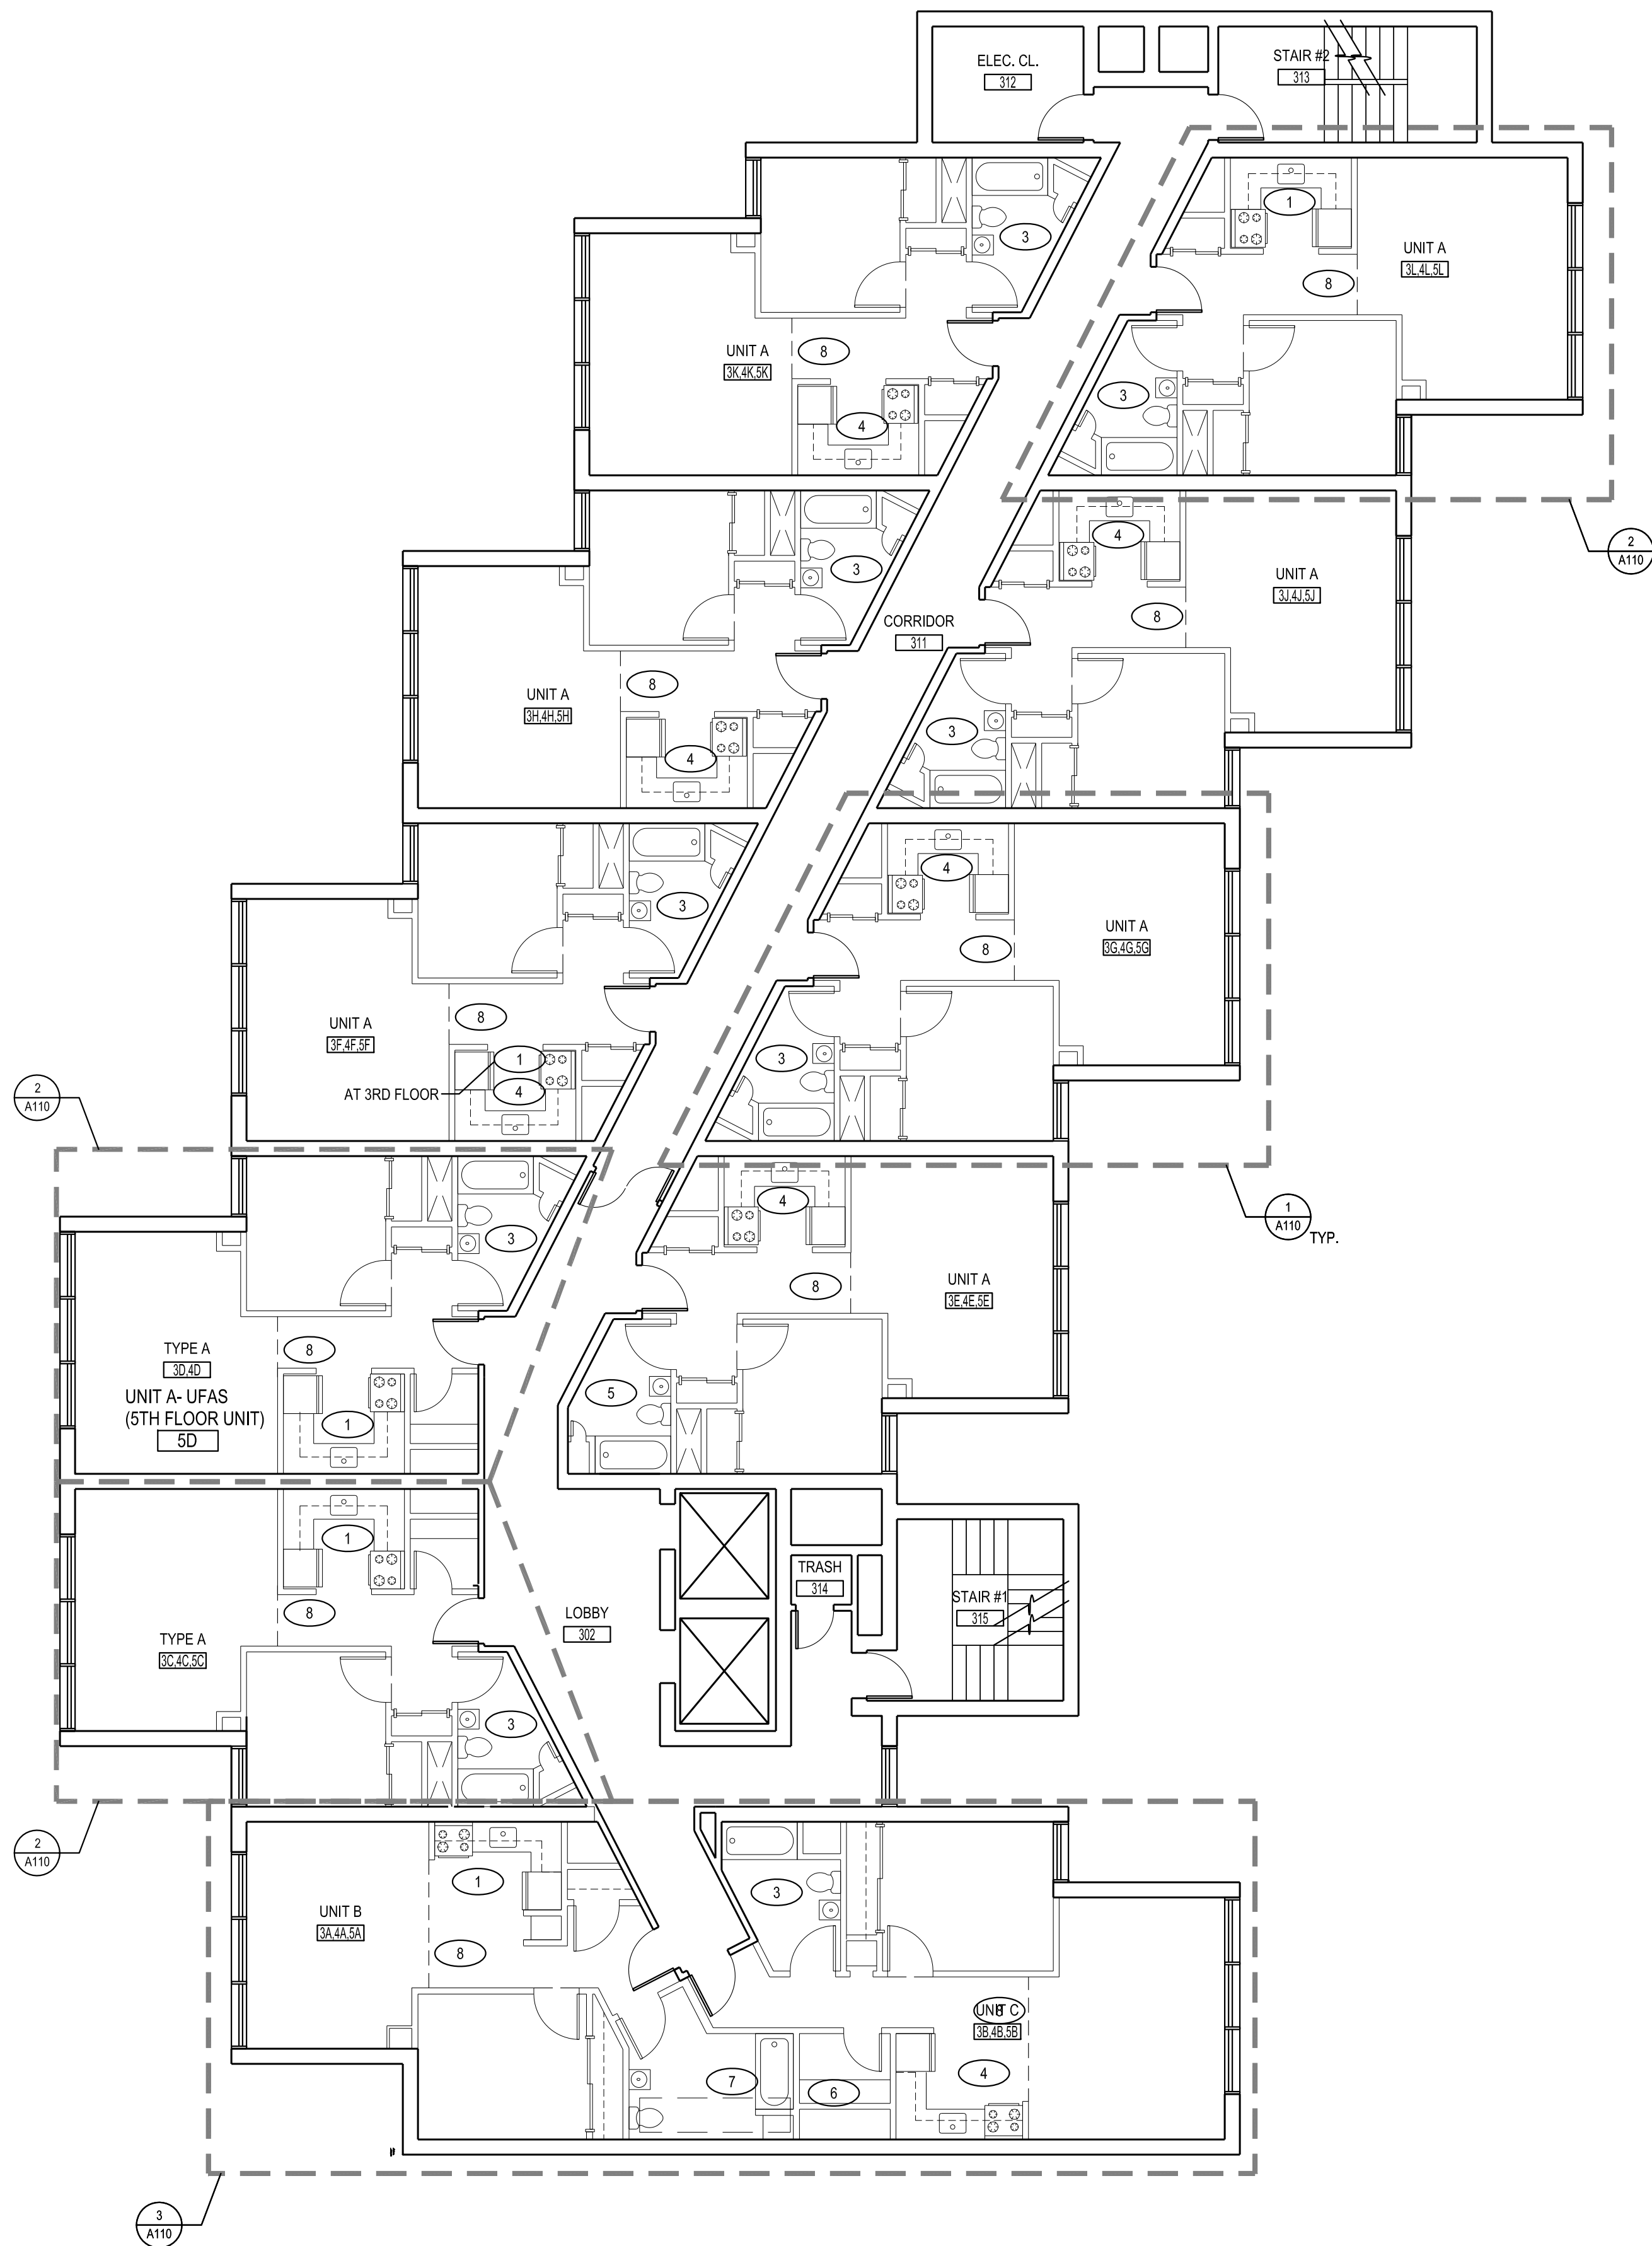 ELEC. CL.
312
STAIR #2
313
3
1
UNIT A
3L,4L,5L
8
UNIT A
3K,4K,5K
8
4
3
2
A110
4
3
UNIT A
3J,4J,5J
8
CORRIDOR
311
UNIT A
3H,4H,5H
8
4
3
4
3
UNIT A
3G,4G,5G
8
UNIT A
3F,4F,5F
8
1
4
AT 3RD FLOOR
3
2
A110
1
A110
TYP.
4
3
UNIT A
3E,4E,5E
8
TYPE A
3D,4D
UNIT A- UFAS
(5TH FLOOR UNIT)
5D
8
1
5
1
8
TYPE A
3C,4C,5C
LOBBY
302
TRASH
314
STAIR #1
315
3
2
A110
1
3
UNIT B
3A,4A,5A
8
UNIT C
8
3B,4B,5B
4
7
6
3
A110